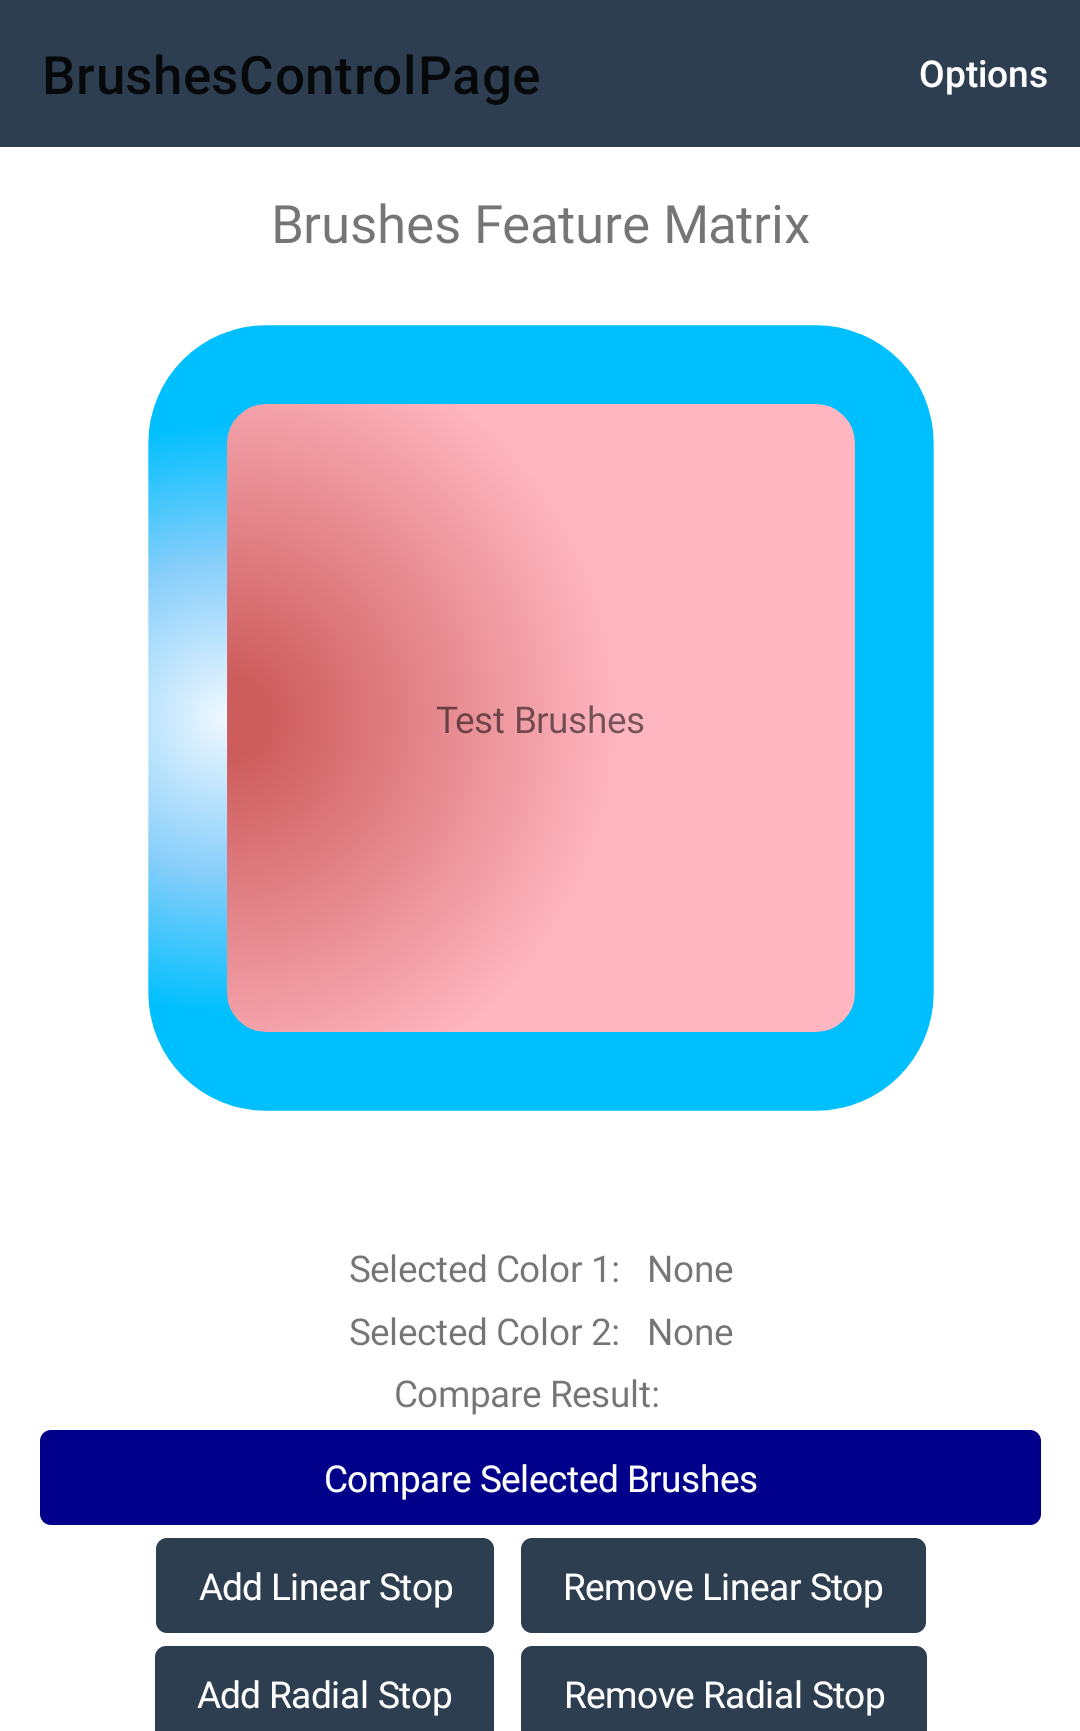 BrushesControlPage Options
Brushes Feature Matrix
Test Brushes
Selected Color 1: None
Selected Color 2: None
Compare Result:
Compare Selected Brushes
Add Linear Stop Remove Linear Stop
Add Radial Stop Remove Radial Stop